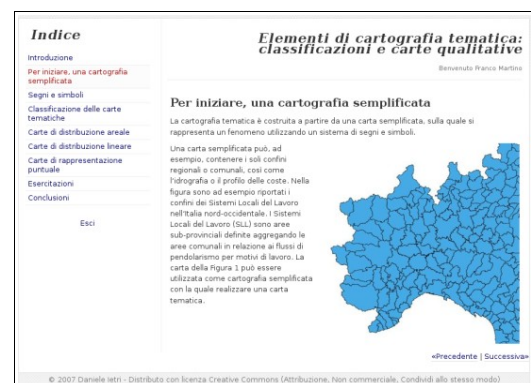 Indice
Introduzione
Per iniziare, una cartografia
semplificata
Segni e simboli
Classificazione delle carte
tematiche
Carte di distribuzione areale
Carte di distribuzione lineare
Carte di rappresentazione
puntuale
Esercitazioni
Conclusioni
Esci
Elementi di cartografia tematica:
classificazioni e carte qualitative
Benvenuto Franco Martino
Per iniziare, una cartografia semplificata
La cartografia tematica è costruita a partire da una carta semplificata, sulla quale si
rappresenta un fenomeno utilizzando un sistema di segni e simboli.
Una carta semplificata può, ad
esempio, contenere i soli confini
regionali o comunali, così come
l'idrografia o il profilo delle coste. Nella
figura sono ad esempio riportati i
confini dei Sistemi Locali del Lavoro
nell'Italia nord-occidentale. I Sistemi
Locali del Lavoro (SLL) sono aree
sub-provinciali definite aggregando le
aree comunali in relazione ai flussi di
pendolarismo per motivi di lavoro. La
carta della Figura 1 può essere
utilizzata come cartografia semplificata
con la quale realizzare una carta
tematica.
«Precedente | Successiva»
© 2007 Daniele Ietri - Distributo con licenza Creative Commons (Attribuzione, Non commerciale, Condividi allo stesso modo)